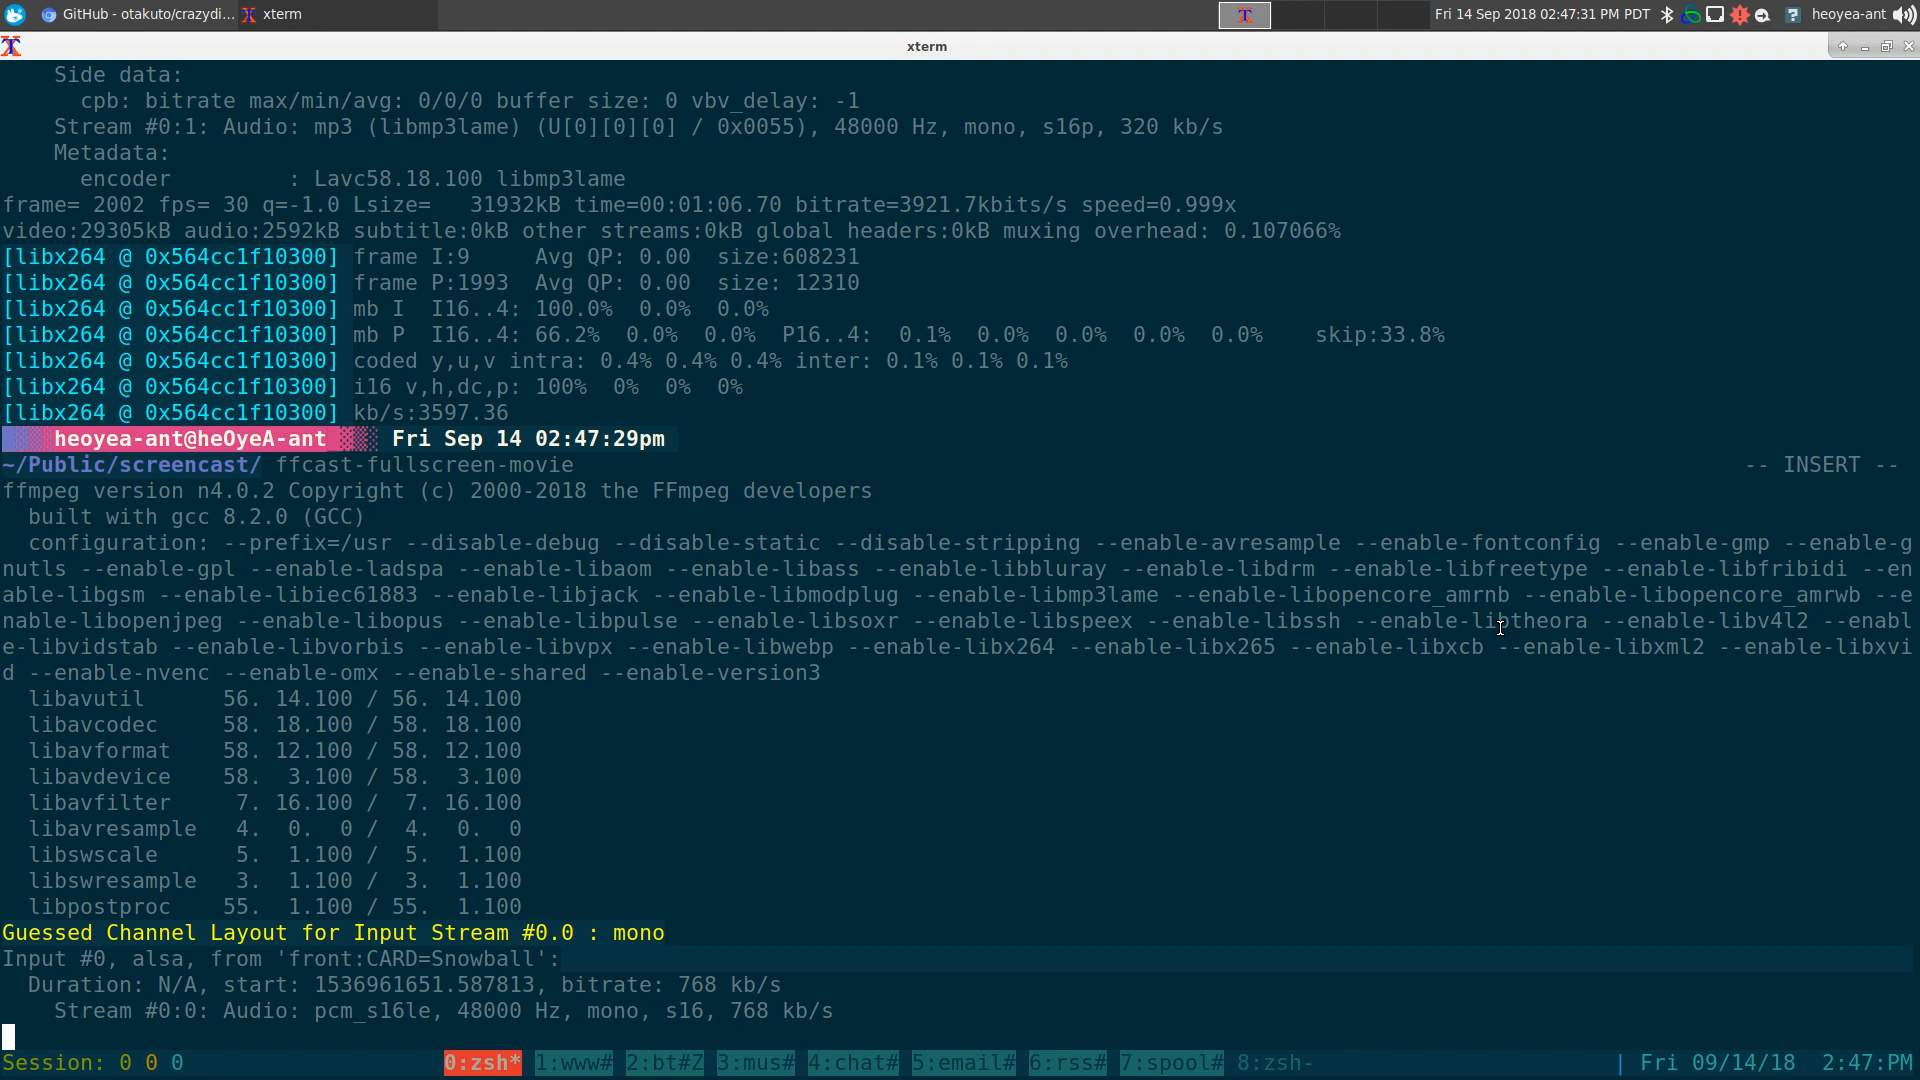 GitHub - otakuto/crazydi... xterm Fri 14 Sep 2018 02:47:31 PM PDT heoyea-ant
xterm
Side data:
cpb: bitrate max/min/avg: 0/0/0 buffer size: 0 vbv_delay: -1
Stream #0:1: Audio: mp3 (libmp3lame) (U[0][0][0] / 0x0055), 48000 Hz, mono, s16p, 320 kb/s
Metadata:
encoder : Lavc58.18.100 libmp3lame
frame= 2002 fps= 30 q=-1.0 Lsize= 31932kB time=00:01:06.70 bitrate=3921.7kbits/s speed=0.999x
video:29305kB audio:2592kB subtitle:0kB other streams:0kB global headers:0kB muxing overhead: 0.107066%
[libx264 @ 0x564cc1f10300] frame I:9 Avg QP: 0.00 size:608231
[libx264 @ 0x564cc1f10300] frame P:1993 Avg QP: 0.00 size: 12310
[libx264 @ 0x564cc1f10300] mb I I16..4: 100.0% 0.0% 0.0%
[libx264 @ 0x564cc1f10300] mb P I16..4: 66.2% 0.0% 0.0% P16..4: 0.1% 0.0% 0.0% 0.0% 0.0% skip:33.8%
[libx264 @ 0x564cc1f10300] coded y,u,v intra: 0.4% 0.4% 0.4% inter: 0.1% 0.1% 0.1%
[libx264 @ 0x564cc1f10300] i16 v,h,dc,p: 100% 0% 0% 0%
[libx264 @ 0x564cc1f10300] kb/s:3597.36
heoyea-ant@heOyeA-ant Fri Sep 14 02:47:29pm
~/Public/screencast/ ffcast-fullscreen-movie -- INSERT --
ffmpeg version n4.0.2 Copyright (c) 2000-2018 the FFmpeg developers
built with gcc 8.2.0 (GCC)
configuration: --prefix=/usr --disable-debug --disable-static --disable-stripping --enable-avresample --enable-fontconfig --enable-gmp --enable-g
nutls --enable-gpl --enable-ladspa --enable-libaom --enable-libass --enable-libbluray --enable-libdrm --enable-libfreetype --enable-libfribidi --en
able-libgsm --enable-libiec61883 --enable-libjack --enable-libmodplug --enable-libmp3lame --enable-libopencore_amrnb --enable-libopencore_amrwb --e
nable-libopenjpeg --enable-libopus --enable-libpulse --enable-libsoxr --enable-libspeex --enable-libssh --enable-libtheora --enable-libv4l2 --enabl
e-libvidstab --enable-libvorbis --enable-libvpx --enable-libwebp --enable-libx264 --enable-libx265 --enable-libxcb --enable-libxml2 --enable-libxvi
d --enable-nvenc --enable-omx --enable-shared --enable-version3
libavutil 56. 14.100 / 56. 14.100
libavcodec 58. 18.100 / 58. 18.100
libavformat 58. 12.100 / 58. 12.100
libavdevice 58. 3.100 / 58. 3.100
libavfilter 7. 16.100 / 7. 16.100
libavresample 4. 0. 0 / 4. 0. 0
libswscale 5. 1.100 / 5. 1.100
libswresample 3. 1.100 / 3. 1.100
libpostproc 55. 1.100 / 55. 1.100
Guessed Channel Layout for Input Stream #0.0 : mono
Input #0, alsa, from 'front:CARD=Snowball':
Duration: N/A, start: 1536961651.587813, bitrate: 768 kb/s
Stream #0:0: Audio: pcm_s16le, 48000 Hz, mono, s16, 768 kb/s
Session: 0 0 0 0:zsh* 1:www# 2:bt#Z 3:mus# 4:chat# 5:email# 6:rss# 7:spool# 8:zsh- | Fri 09/14/18 2:47:PM